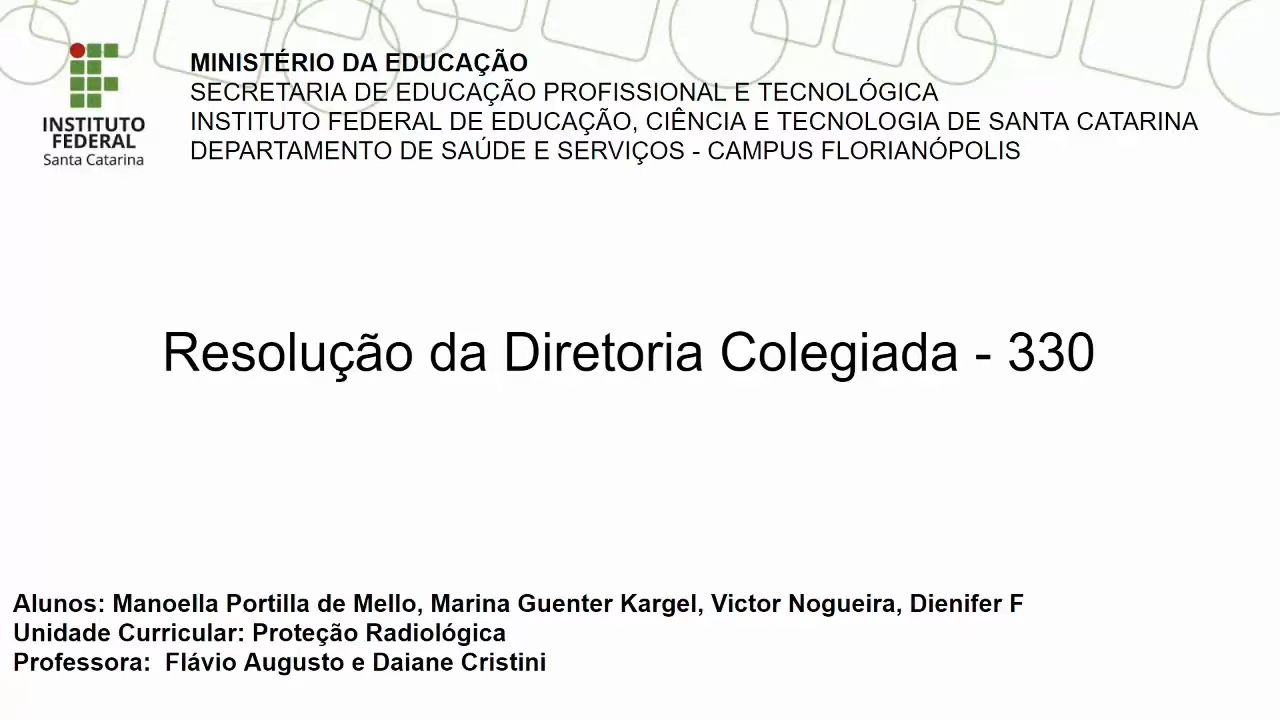 INSTITUTO
FEDERAL
Santa Catarina
MINISTÉRIO DA EDUCAÇÃO
SECRETARIA DE EDUCAÇÃO PROFISSIONAL E TECNOLÓGICA
INSTITUTO FEDERAL DE EDUCAÇÃO, CIÊNCIA E TECNOLOGIA DE SANTA CATARINA
DEPARTAMENTO DE SAÚDE E SERVIÇOS - CAMPUS FLORIANÓPOLIS
Resolução da Diretoria Colegiada - 330
Alunos: Manoella Portilla de Mello, Marina Guenter Kargel, Victor Nogueira, Dienifer F
Unidade Curricular: Proteção Radiológica
Professora: Flávio Augusto e Daiane Cristini